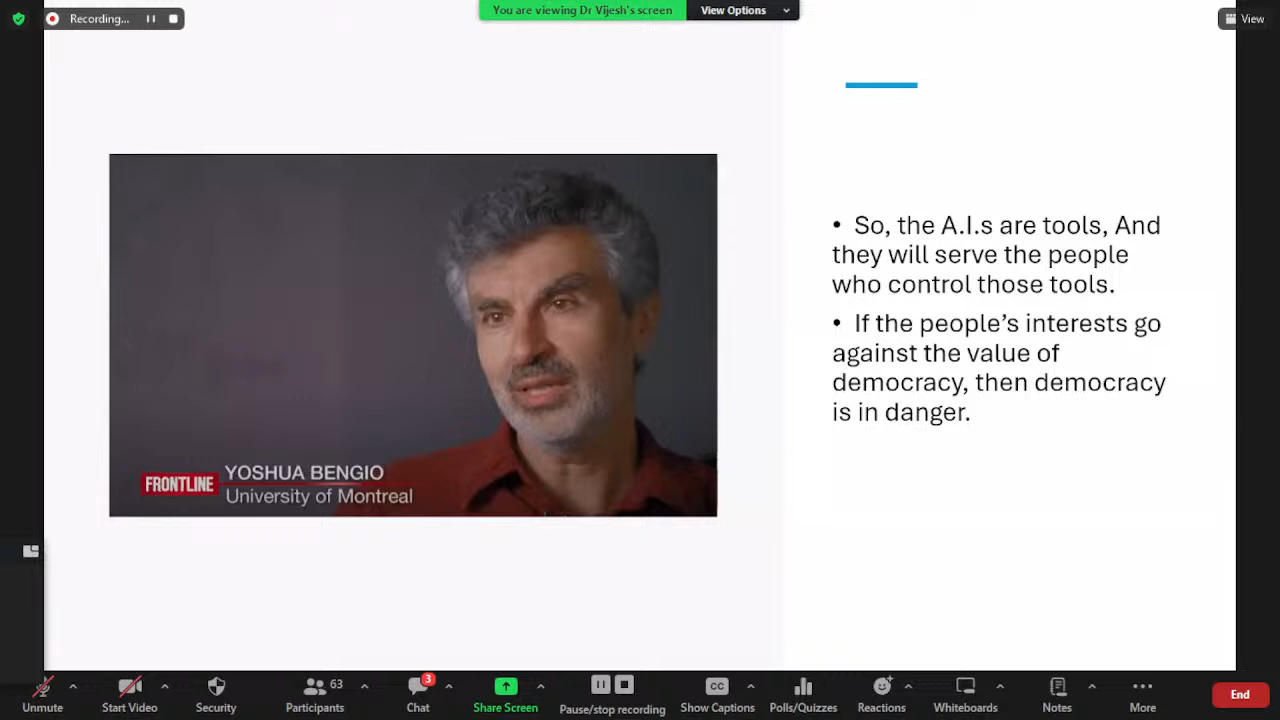 Recording...
You are viewing Dr Vijesh's screen
View Options
View
• So, the A.I.s are tools, And
they will serve the people
who control those tools.
• If the people’s interests go
against the value of
democracy, then democracy
is in danger.
FRONTLINE
YOSHUA BENGIO
University of Montreal
Unmute
Start Video
Security
63
Participants
3
Chat
Share Screen
Pause/stop recording
CC
Show Captions
Polls/Quizzes
Reactions
Whiteboards
Notes
More
End